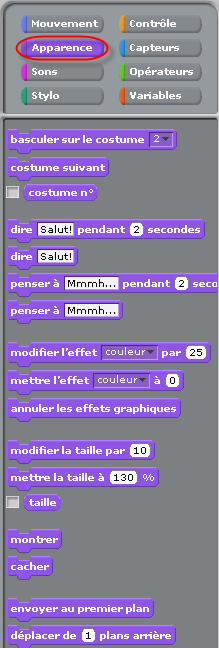 Mouvement Contrôle
Apparence Capteurs
Sons Opérateurs
Stylo Variables
basculer sur le costume 2
costume suivant
costume n°
dire Salut! pendant 2 secondes
dire Salut!
penser à Mmmh... pendant 2 seco
penser à Mmmh...
modifier l'effet couleur par 25
mettre l'effet couleur à 0
annuler les effets graphiques
modifier la taille par 10
mettre la taille à 130 %
taille
montrer
cacher
envoyer au premier plan
déplacer de 1 plans arrière